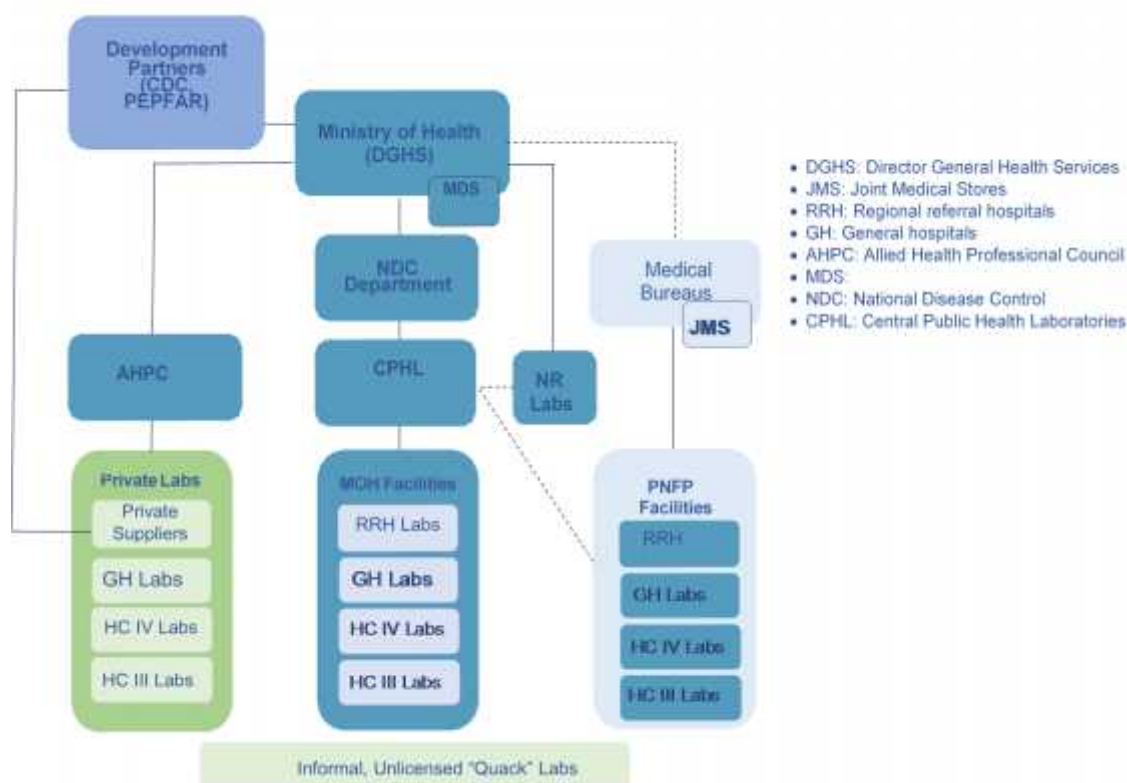 Development
Partners
(CDC,
PEPFAR)
Ministry of Health
(DGHS)
MDS
NDC
Department
Medical
Bureaus
JMS
AHPC
CPHL
NR
Labs
Private Labs
Private
Suppliers
GH Labs
HC IV Labs
HC III Labs
MOH Facilities
RRH Labs
GH Labs
HC IV Labs
HC III Labs
PNFP
Facilities
RRH
GH Labs
HC IV Labs
HC III Labs
Informal, Unlicensed "Quack" Labs
• DGHS: Director General Health Services
• JMS: Joint Medical Stores
• RRH: Regional referral hospitals
• GH: General hospitals
• AHPC: Allied Health Professional Council
• MDS
• NDC: National Disease Control
• CPHL: Central Public Health Laboratories